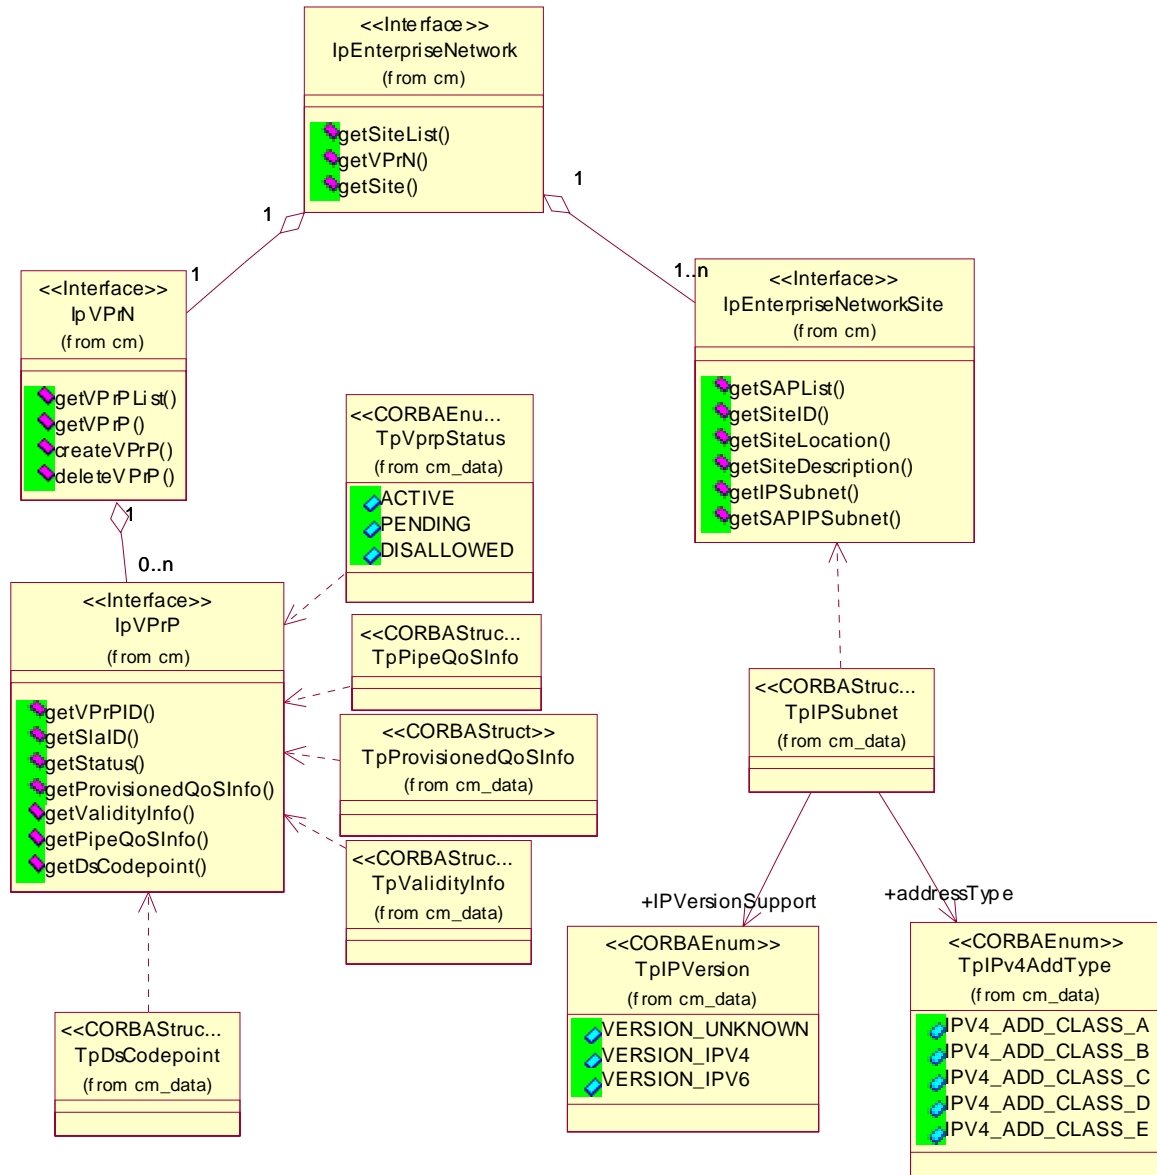 <<Interface>>
IpEnterpriseNetwork
(from cm)
getSiteList()
getVPrN()
getSite()
1
1
1
1..n
<<Interface>>
IpVPrN
(from cm)
getVPrPList()
getVPrP()
createVPrP()
deleteVPrP()
<<Interface>>
IpEnterpriseNetworkSite
(from cm)
getSAPList()
getSiteID()
getSiteLocation()
getSiteDescription()
getIPSubnet()
getSAPIPSubnet()
<<CORBAEnu...
TpVprpStatus
(from cm_data)
ACTIVE
PENDING
DISALLOWED
1
0..n
<<Interface>>
IpVPrP
(from cm)
getVPrPID()
getSlaID()
getStatus()
getProvisionedQoSInfo()
getValidityInfo()
getPipeQoSInfo()
getDsCodepoint()
<<CORBAStruc...
TpPipeQoSInfo
<<CORBAStruct>>
TpProvisionedQoSInfo
(from cm_data)
<<CORBAStruc...
TpValidityInfo
(from cm_data)
<<CORBAStruc...
TpIPSubnet
(from cm_data)
+IPVersionSupport
+addressType
<<CORBAEnum>>
TpIPVersion
(from cm_data)
VERSION_UNKNOWN
VERSION_IPV4
VERSION_IPV6
<<CORBAEnum>>
TpIPv4AddType
(from cm_data)
IPV4_ADD_CLASS_A
IPV4_ADD_CLASS_B
IPV4_ADD_CLASS_C
IPV4_ADD_CLASS_D
IPV4_ADD_CLASS_E
<<CORBAStruc...
TpDsCodepoint
(from cm_data)